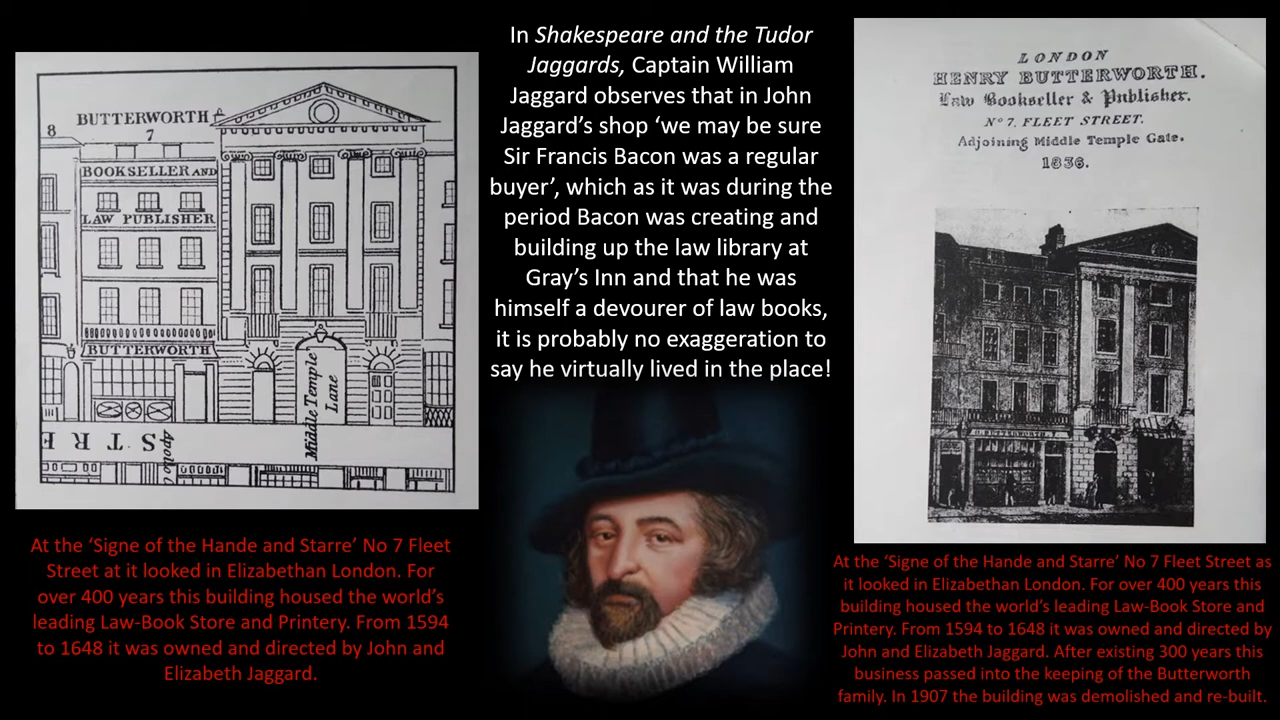 BUTTERWORTH
8
7
BOOKSELLER AND
LAW PUBLISHER
BUTTERWORTH
Middle Temple
Lane
S T R E
Apollo C
At the ‘Signe of the Hande and Starre’ No 7 Fleet
Street at it looked in Elizabethan London. For
over 400 years this building housed the world’s
leading Law-Book Store and Printery. From 1594
to 1648 it was owned and directed by John and
Elizabeth Jaggard.
In Shakespeare and the Tudor
Jaggards, Captain William
Jaggard observes that in John
Jaggard’s shop ‘we may be sure
Sir Francis Bacon was a regular
buyer’, which as it was during the
period Bacon was creating and
building up the law library at
Gray’s Inn and that he was
himself a devourer of law books,
it is probably no exaggeration to
say he virtually lived in the place!
LONDON
HENRY BUTTERWORTH.
Law Bookseller & Publisher.
Nº 7, FLEET STREET.
Adjoining Middle Temple Gate.
1836.
BUTTERWORTH
At the ‘Signe of the Hande and Starre’ No 7 Fleet Street as
it looked in Elizabethan London. For over 400 years this
building housed the world’s leading Law-Book Store and
Printery. From 1594 to 1648 it was owned and directed by
John and Elizabeth Jaggard. After existing 300 years this
business passed into the keeping of the Butterworth
family. In 1907 the building was demolished and re-built.